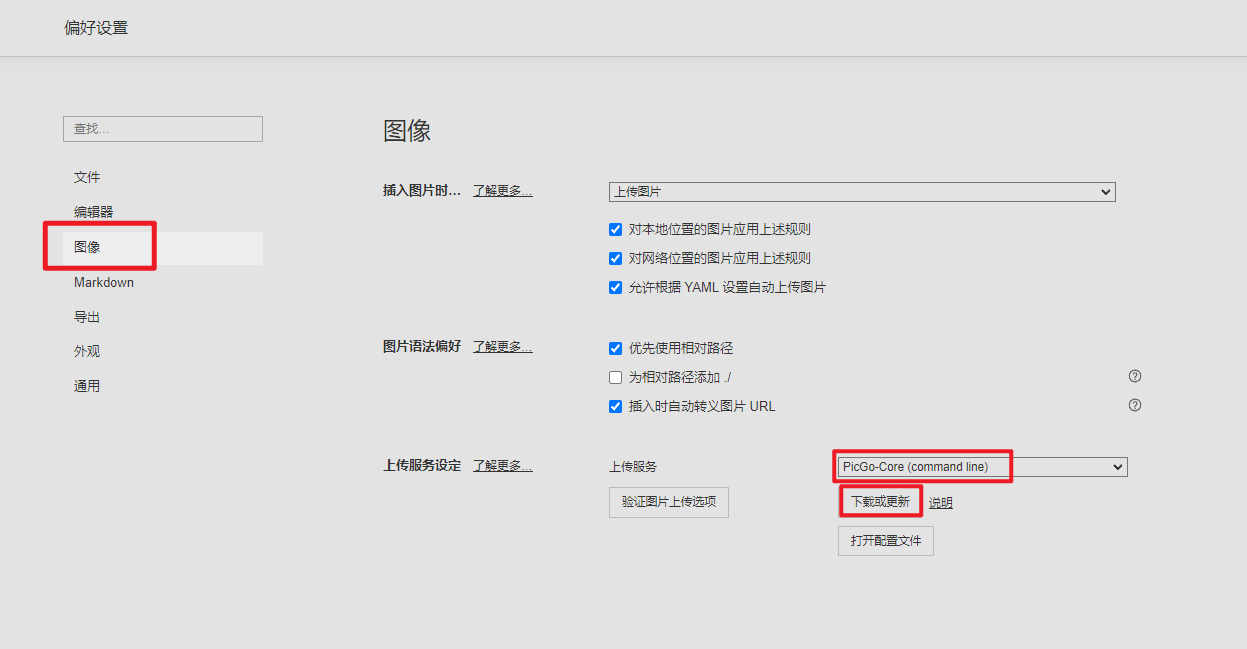 偏好设置
查找...
文件
编辑器
图像
Markdown
导出
外观
通用
图像
插入图片时... 了解更多... 上传图片
对本地位置的图片应用上述规则
对网络位置的图片应用上述规则
允许根据 YAML 设置自动上传图片
图片语法偏好 了解更多... 优先使用相对路径
为相对路径添加 ./
插入时自动转义图片 URL
上传服务设定 了解更多... 上传服务 PicGo-Core (command line)
验证图片上传选项 下载或更新 说明
打开配置文件